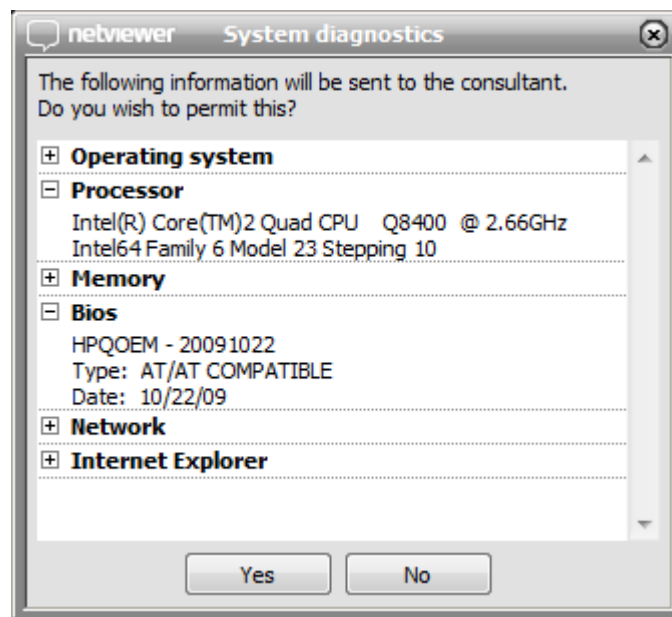 netviewer System diagnostics
The following information will be sent to the consultant.
Do you wish to permit this?
Operating system
Processor
Intel(R) Core(TM)2 Quad CPU    Q8400  @ 2.66GHz
Intel64 Family 6 Model 23 Stepping 10
Memory
Bios
HPQOEM - 20091022
Type:  AT/AT COMPATIBLE
Date:  10/22/09
Network
Internet Explorer
Yes No